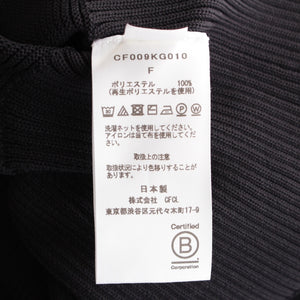 CF009KG010
F
ポリエステル 100%
(再生ポリエステルを使用)
洗濯ネットを使用してください。
アイロンは当て布を使用してください。
取扱上の注意
取扱状況により色移りすることがあります。
日本製
株式会社 CFCL
東京都渋谷区元代々木町17-9
Certified
B
Corporation